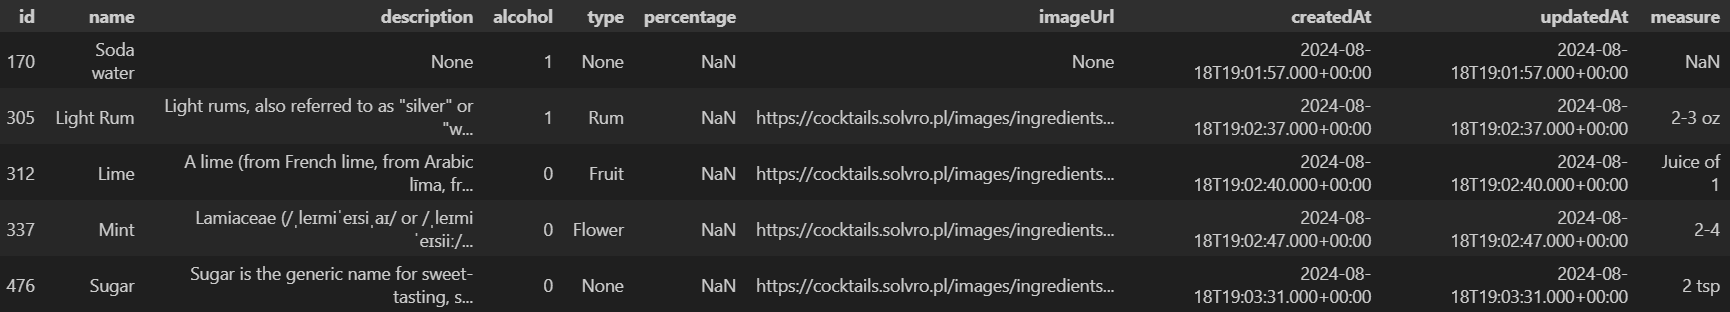 id name description alcohol type percentage imageUrl createdAt updatedAt measure
Soda 2024-08- 2024-08-
170 water None 1 None NaN None 18T19:01:57.000+00:00 18T19:01:57.000+00:00 NaN
Light rums, also referred to as "silver" or 2024-08- 2024-08-
305 Light Rum "w... 1 Rum NaN https://cocktails.solvro.pl/images/ingredients... 18T19:02:37.000+00:00 18T19:02:37.000+00:00 2-3 oz
A lime (from French lime, from Arabic 2024-08- 2024-08- Juice of
312 Lime līma, fr... 0 Fruit NaN https://cocktails.solvro.pl/images/ingredients... 18T19:02:40.000+00:00 18T19:02:40.000+00:00 1
Lamiaceae (/ˌleɪmiˈeɪsiˌaɪ/ or /ˌleɪmi 2024-08- 2024-08-
337 Mint ˈeɪsiiː/... 0 Flower NaN https://cocktails.solvro.pl/images/ingredients... 18T19:02:47.000+00:00 18T19:02:47.000+00:00 2-4
Sugar is the generic name for sweet- 2024-08- 2024-08-
476 Sugar tasting, s... 0 None NaN https://cocktails.solvro.pl/images/ingredients... 18T19:03:31.000+00:00 18T19:03:31.000+00:00 2 tsp